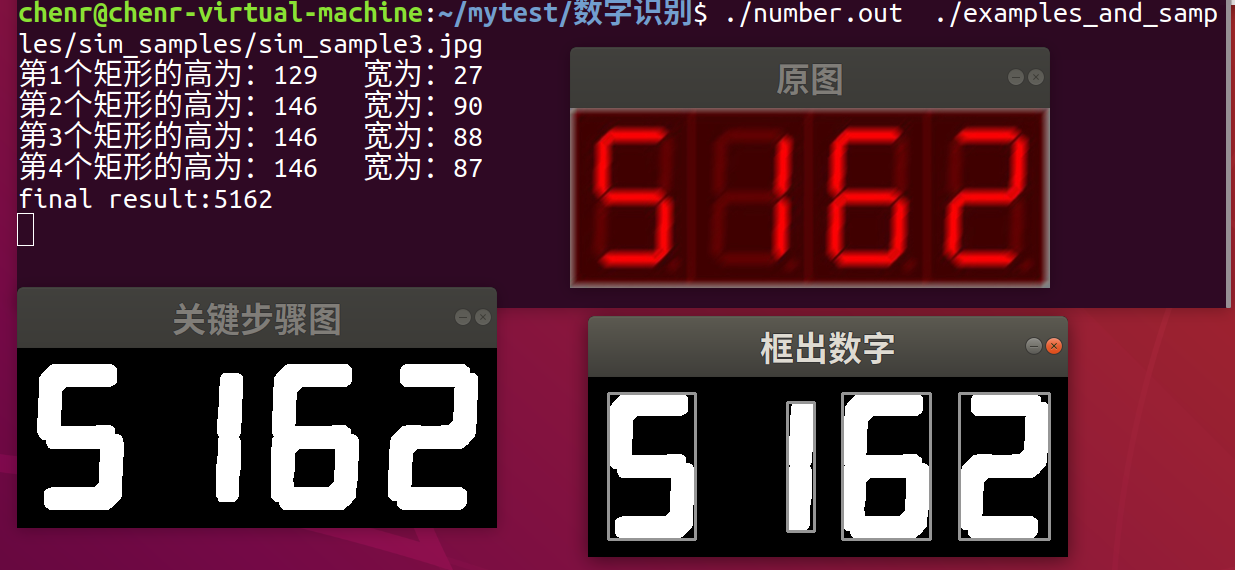 chenr@chenr-virtual-machine:~/mytest/数字识别$ ./number.out  ./examples_and_samp
les/sim_samples/sim_sample3.jpg
第1个矩形的高为：129   宽为：27
第2个矩形的高为：146   宽为：90
第3个矩形的高为：146   宽为：88
第4个矩形的高为：146   宽为：87
final result:5162
原图
5162
关键步骤图
5162
框出数字
5162